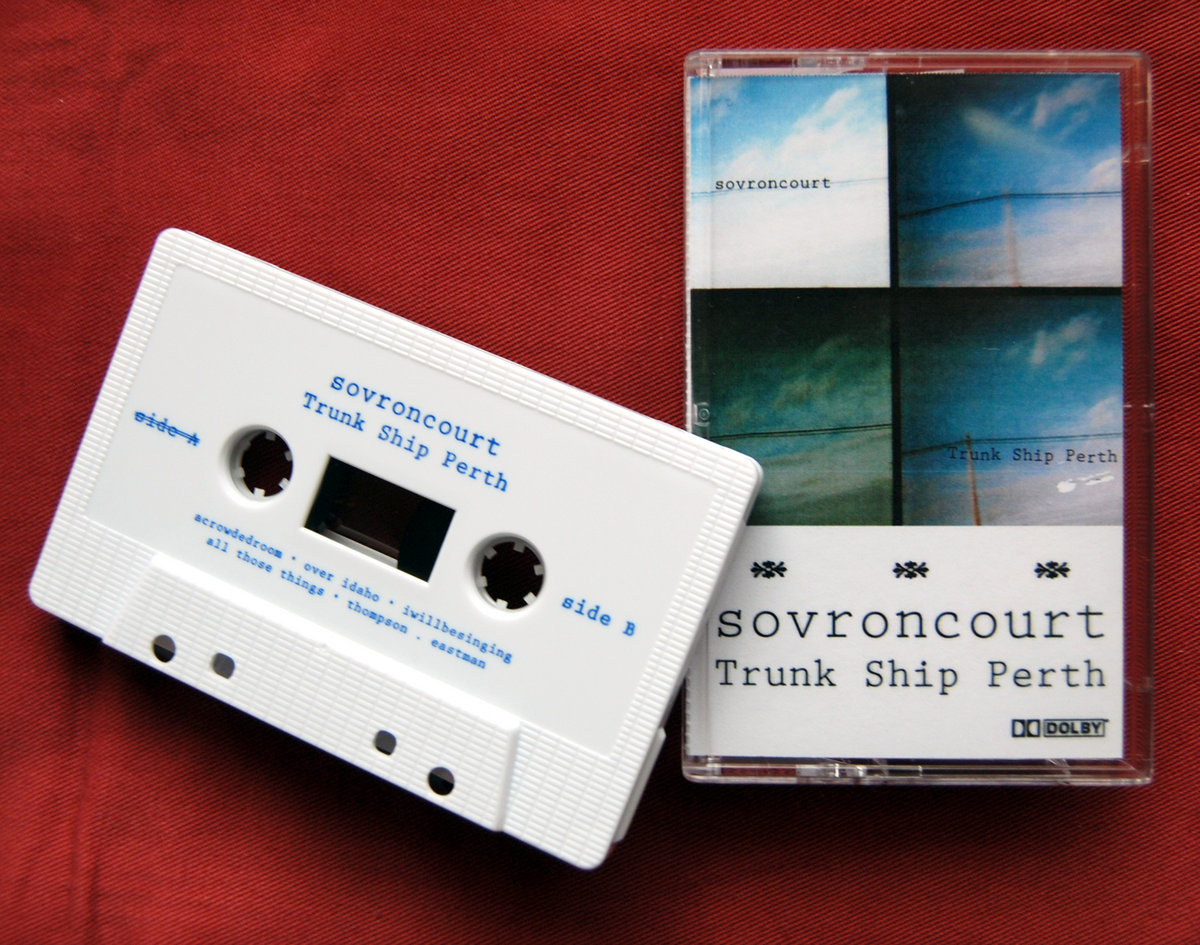 sovroncourt
Trunk Ship Perth
side A
side B
acrowdedroom · over idaho · iwillbesinging
all those things · thompson · eastman
sovroncourt
Trunk Ship Perth
sovroncourt
Trunk Ship Perth
DOLBY